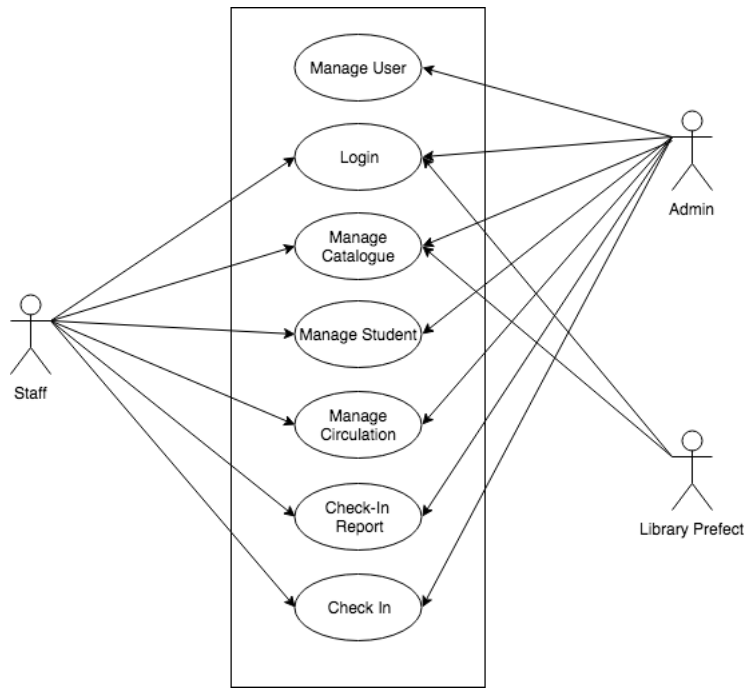 Manage User
Login
Admin
Manage
Catalogue
Manage Student
Staff
Manage
Circulation
Check-In
Report
Library Prefect
Check In